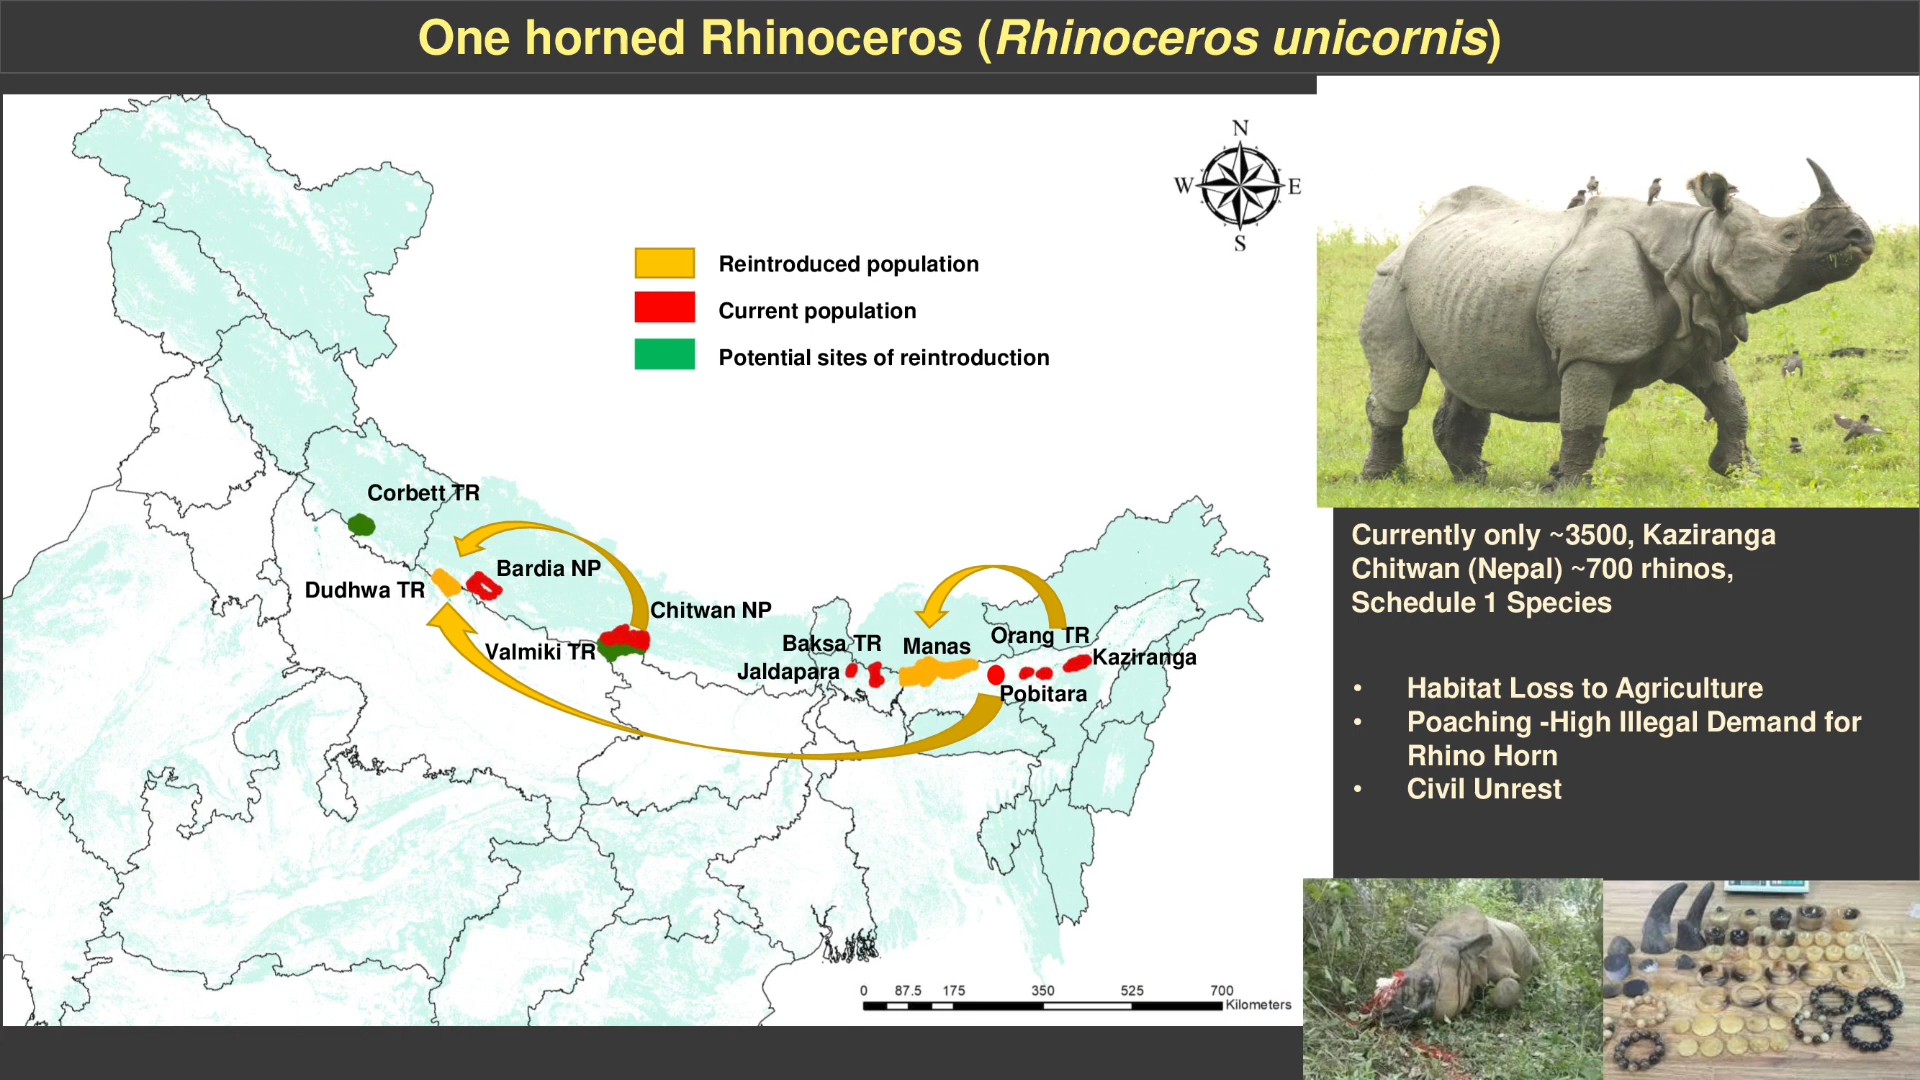 One horned Rhinoceros (Rhinoceros unicornis)
N
W
E
S
Reintroduced population
Current population
Potential sites of reintroduction
Corbett TR
Bardia NP
Dudhwa TR
Chitwan NP
Valmiki TR
Baksa TR
Manas
Orang TR
Jaldapara
Kaziranga
Pobitara
0 87.5 175 350 525 700
Kilometers
Currently only ~3500, Kaziranga
Chitwan (Nepal) ~700 rhinos,
Schedule 1 Species
• Habitat Loss to Agriculture
• Poaching -High Illegal Demand for
Rhino Horn
• Civil Unrest